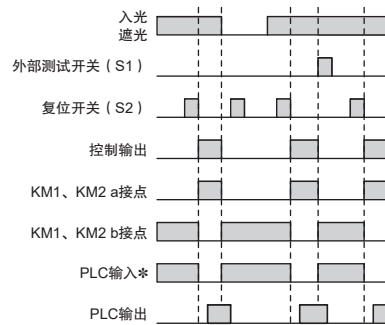 入光
遮光
外部测试开关（S1）
复位开关（S2）
控制输出
KM1、KM2 a接点
KM1、KM2 b接点
PLC输入✻
PLC输出